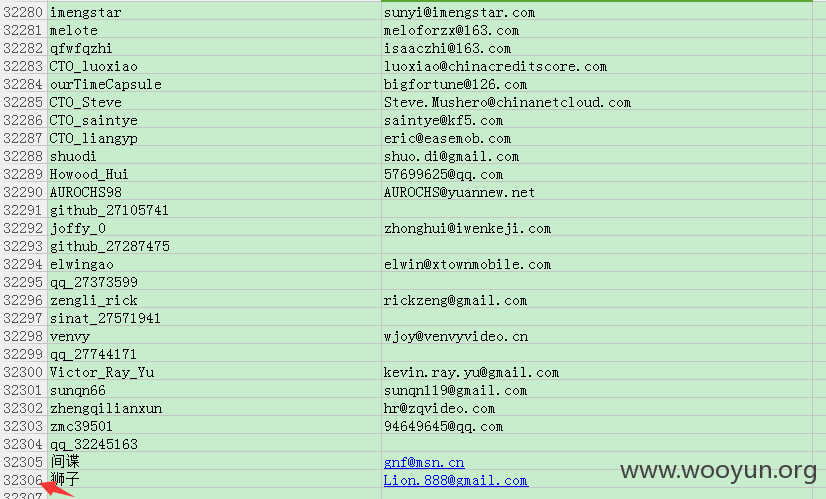 32280 imengstar sunyi@imengstar.com
32281 melote meloforzx@163.com
32282 qfwfqzhi isaaczhi@163.com
32283 CTO_luoxiao luoxiao@chinacreditscore.com
32284 ourTimeCapsule bigfortune@126.com
32285 CTO_Steve Steve.Mushero@chinanetcloud.com
32286 CTO_saintye saintye@kf5.com
32287 CTO_liangyp eric@easemob.com
32288 shuodi shuo.di@gmail.com
32289 Howood_Hui 57699625@qq.com
32290 AUROCHS98 AUROCHS@yuannew.net
32291 github_27105741
32292 joffy_0 zhonghui@iwenkeji.com
32293 github_27287475
32294 elwingao elwin@xtownmobile.com
32295 qq_27373599
32296 zengli_rick rickzeng@gmail.com
32297 sinat_27571941
32298 venvy wjoy@venvyvideo.cn
32299 qq_27744171
32300 Victor_Ray_Yu kevin.ray.yu@gmail.com
32301 sunqn66 sunqn119@gmail.com
32302 zhengqilianxun hr@zqvideo.com
32303 zmc39501 94649645@qq.com
32304 qq_32245163
32305 间谍 gnf@msn.cn
32306 狮子 Lion.888@gmail.com
32307
www.wooyun.org